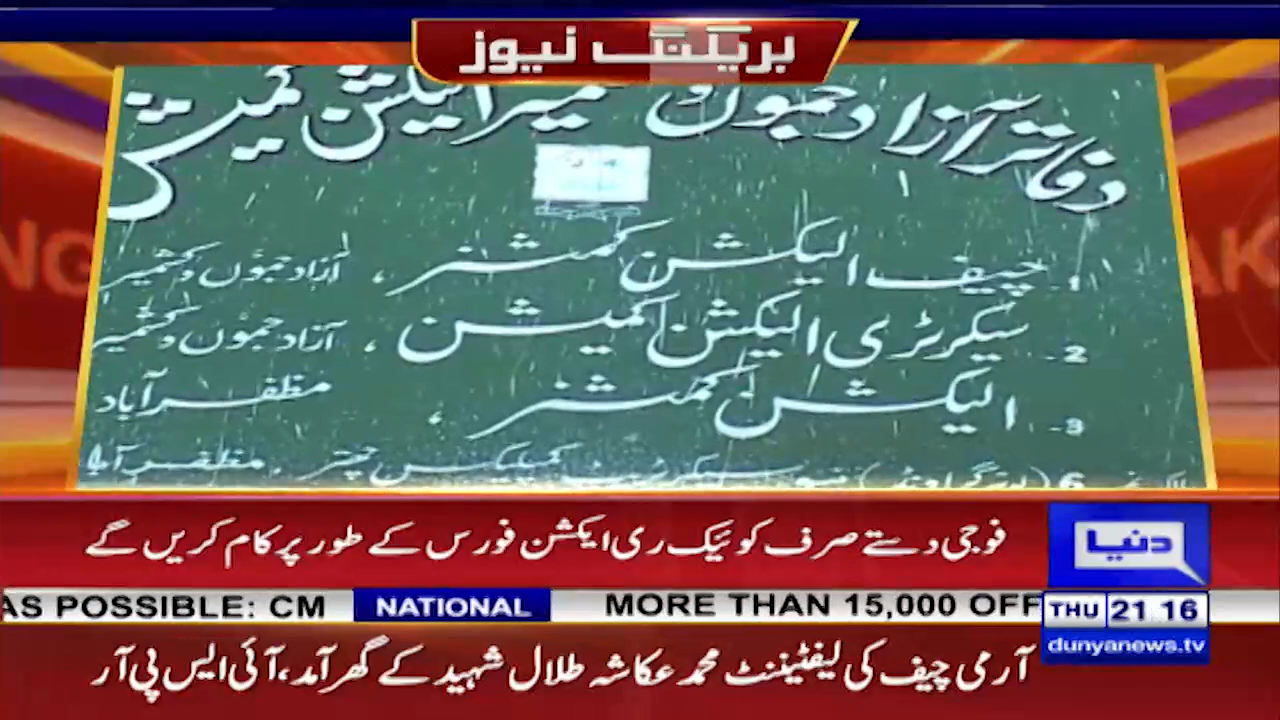 بریکنگ نیوز
دفاتر آزاد جموں و کشمیر الیکشن کمیشن
1- چیف الیکشن کمشنر ، آزاد جموں و کشمیر
2- سیکرٹری الیکشن کمیشن ، آزاد جموں و کشمیر
3- الیکشن کمشنر ، مظفرآباد
فوجی دستے صرف کوئیک ری ایکشن فورس کے طور پر کام کریں گے
دنیا
AS POSSIBLE: CM NATIONAL MORE THAN 15,000 OFF
THU 21 16
dunyanews.tv
آرمی چیف کی لیفٹیننٹ محمد عکاشہ طلال شہید کے گھر آمد، آئی ایس پی آر